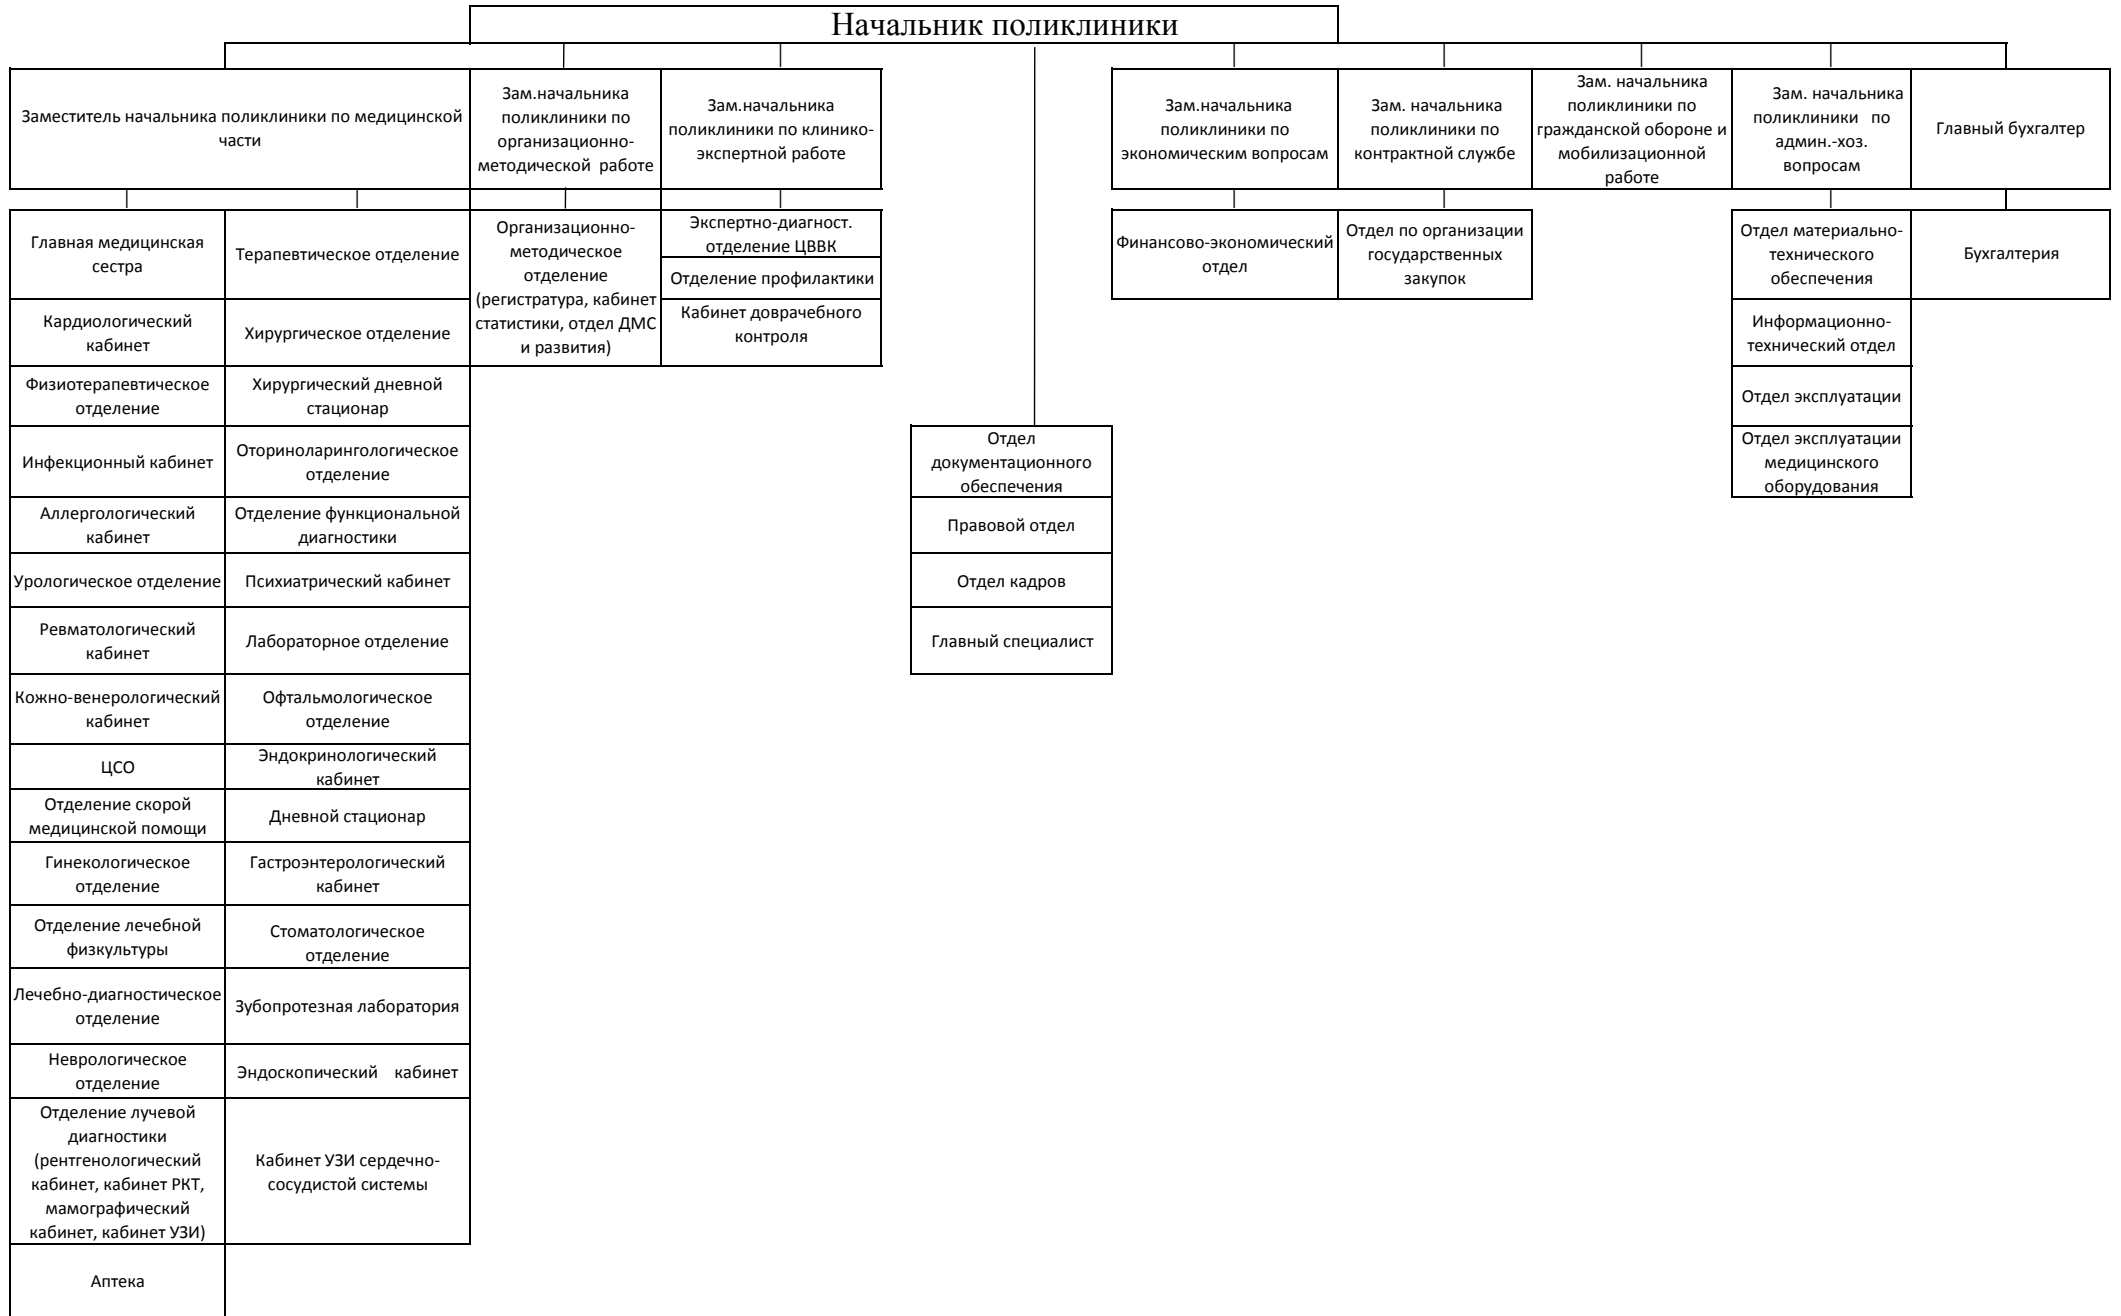 Начальник поликлиники
Заместитель начальника поликлиники по медицинской
части
Зам.начальника
поликлиники по
организационно-
методической работе
Зам.начальника
поликлиники по клинико-
экспертной работе
Зам.начальника
поликлиники по
экономическим вопросам
Зам. начальника
поликлиники по
контрактной службе
Зам. начальника
поликлиники по
гражданской обороне и
мобилизационной
работе
Зам. начальника
поликлиники по
админ.-хоз.
вопросам
Главный бухгалтер
Главная медицинская
сестра
Терапевтическое отделение
Организационно-
методическое
отделение
(регистратура, кабинет
статистики, отдел ДМС
и развития)
Экспертно-диагност.
отделение ЦВВК
Отделение профилактики
Кабинет доврачебного
контроля
Финансово-экономический
отдел
Отдел по организации
государственных
закупок
Отдел материально-
технического
обеспечения
Бухгалтерия
Кардиологический
кабинет
Хирургическое отделение
Информационно-
технический отдел
Физиотерапевтическое
отделение
Хирургический дневной
стационар
Отдел эксплуатации
Инфекционный кабинет
Оториноларингологическое
отделение
Отдел
документационного
обеспечения
Отдел эксплуатации
медицинского
оборудования
Аллергологический
кабинет
Отделение функциональной
диагностики
Правовой отдел
Урологическое отделение
Психиатрический кабинет
Отдел кадров
Ревматологический
кабинет
Лабораторное отделение
Главный специалист
Кожно-венерологический
кабинет
Офтальмологическое
отделение
ЦСО
Эндокринологический
кабинет
Отделение скорой
медицинской помощи
Дневной стационар
Гинекологическое
отделение
Гастроэнтерологический
кабинет
Отделение лечебной
физкультуры
Стоматологическое
отделение
Лечебно-диагностическое
отделение
Зубопротезная лаборатория
Неврологическое
отделение
Эндоскопический кабинет
Отделение лучевой
диагностики
(рентгенологический
кабинет, кабинет РКТ,
мамографический
кабинет, кабинет УЗИ)
Кабинет УЗИ сердечно-
сосудистой системы
Аптека